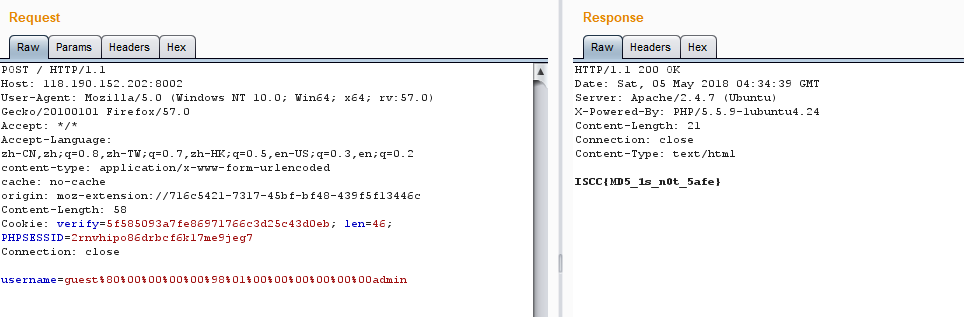 Request
Raw Params Headers Hex
POST / HTTP/1.1
Host: 118.190.152.202:8002
User-Agent: Mozilla/5.0 (Windows NT 10.0; Win64; x64; rv:57.0)
Gecko/20100101 Firefox/57.0
Accept: */*
Accept-Language:
zh-CN,zh;q=0.8,zh-TW;q=0.7,zh-HK;q=0.5,en-US;q=0.3,en;q=0.2
content-type: application/x-www-form-urlencoded
cache: no-cache
origin: moz-extension://716c5421-7317-45bf-bf48-439f5f13446c
Content-Length: 58
Cookie: verify=5f585093a7fe86971766c3d25c43d0eb; len=46;
PHPSESSID=2rnvhipo86drbcf6kl7me9jeg7
Connection: close
username=guest%80%00%00%00%00%98%01%00%00%00%00%00%00admin
Response
Raw Headers Hex
HTTP/1.1 200 OK
Date: Sat, 05 May 2018 04:34:39 GMT
Server: Apache/2.4.7 (Ubuntu)
X-Powered-By: PHP/5.5.9-1ubuntu4.24
Content-Length: 21
Connection: close
Content-Type: text/html
ISCC{MD5_1s_n0t_5afe}